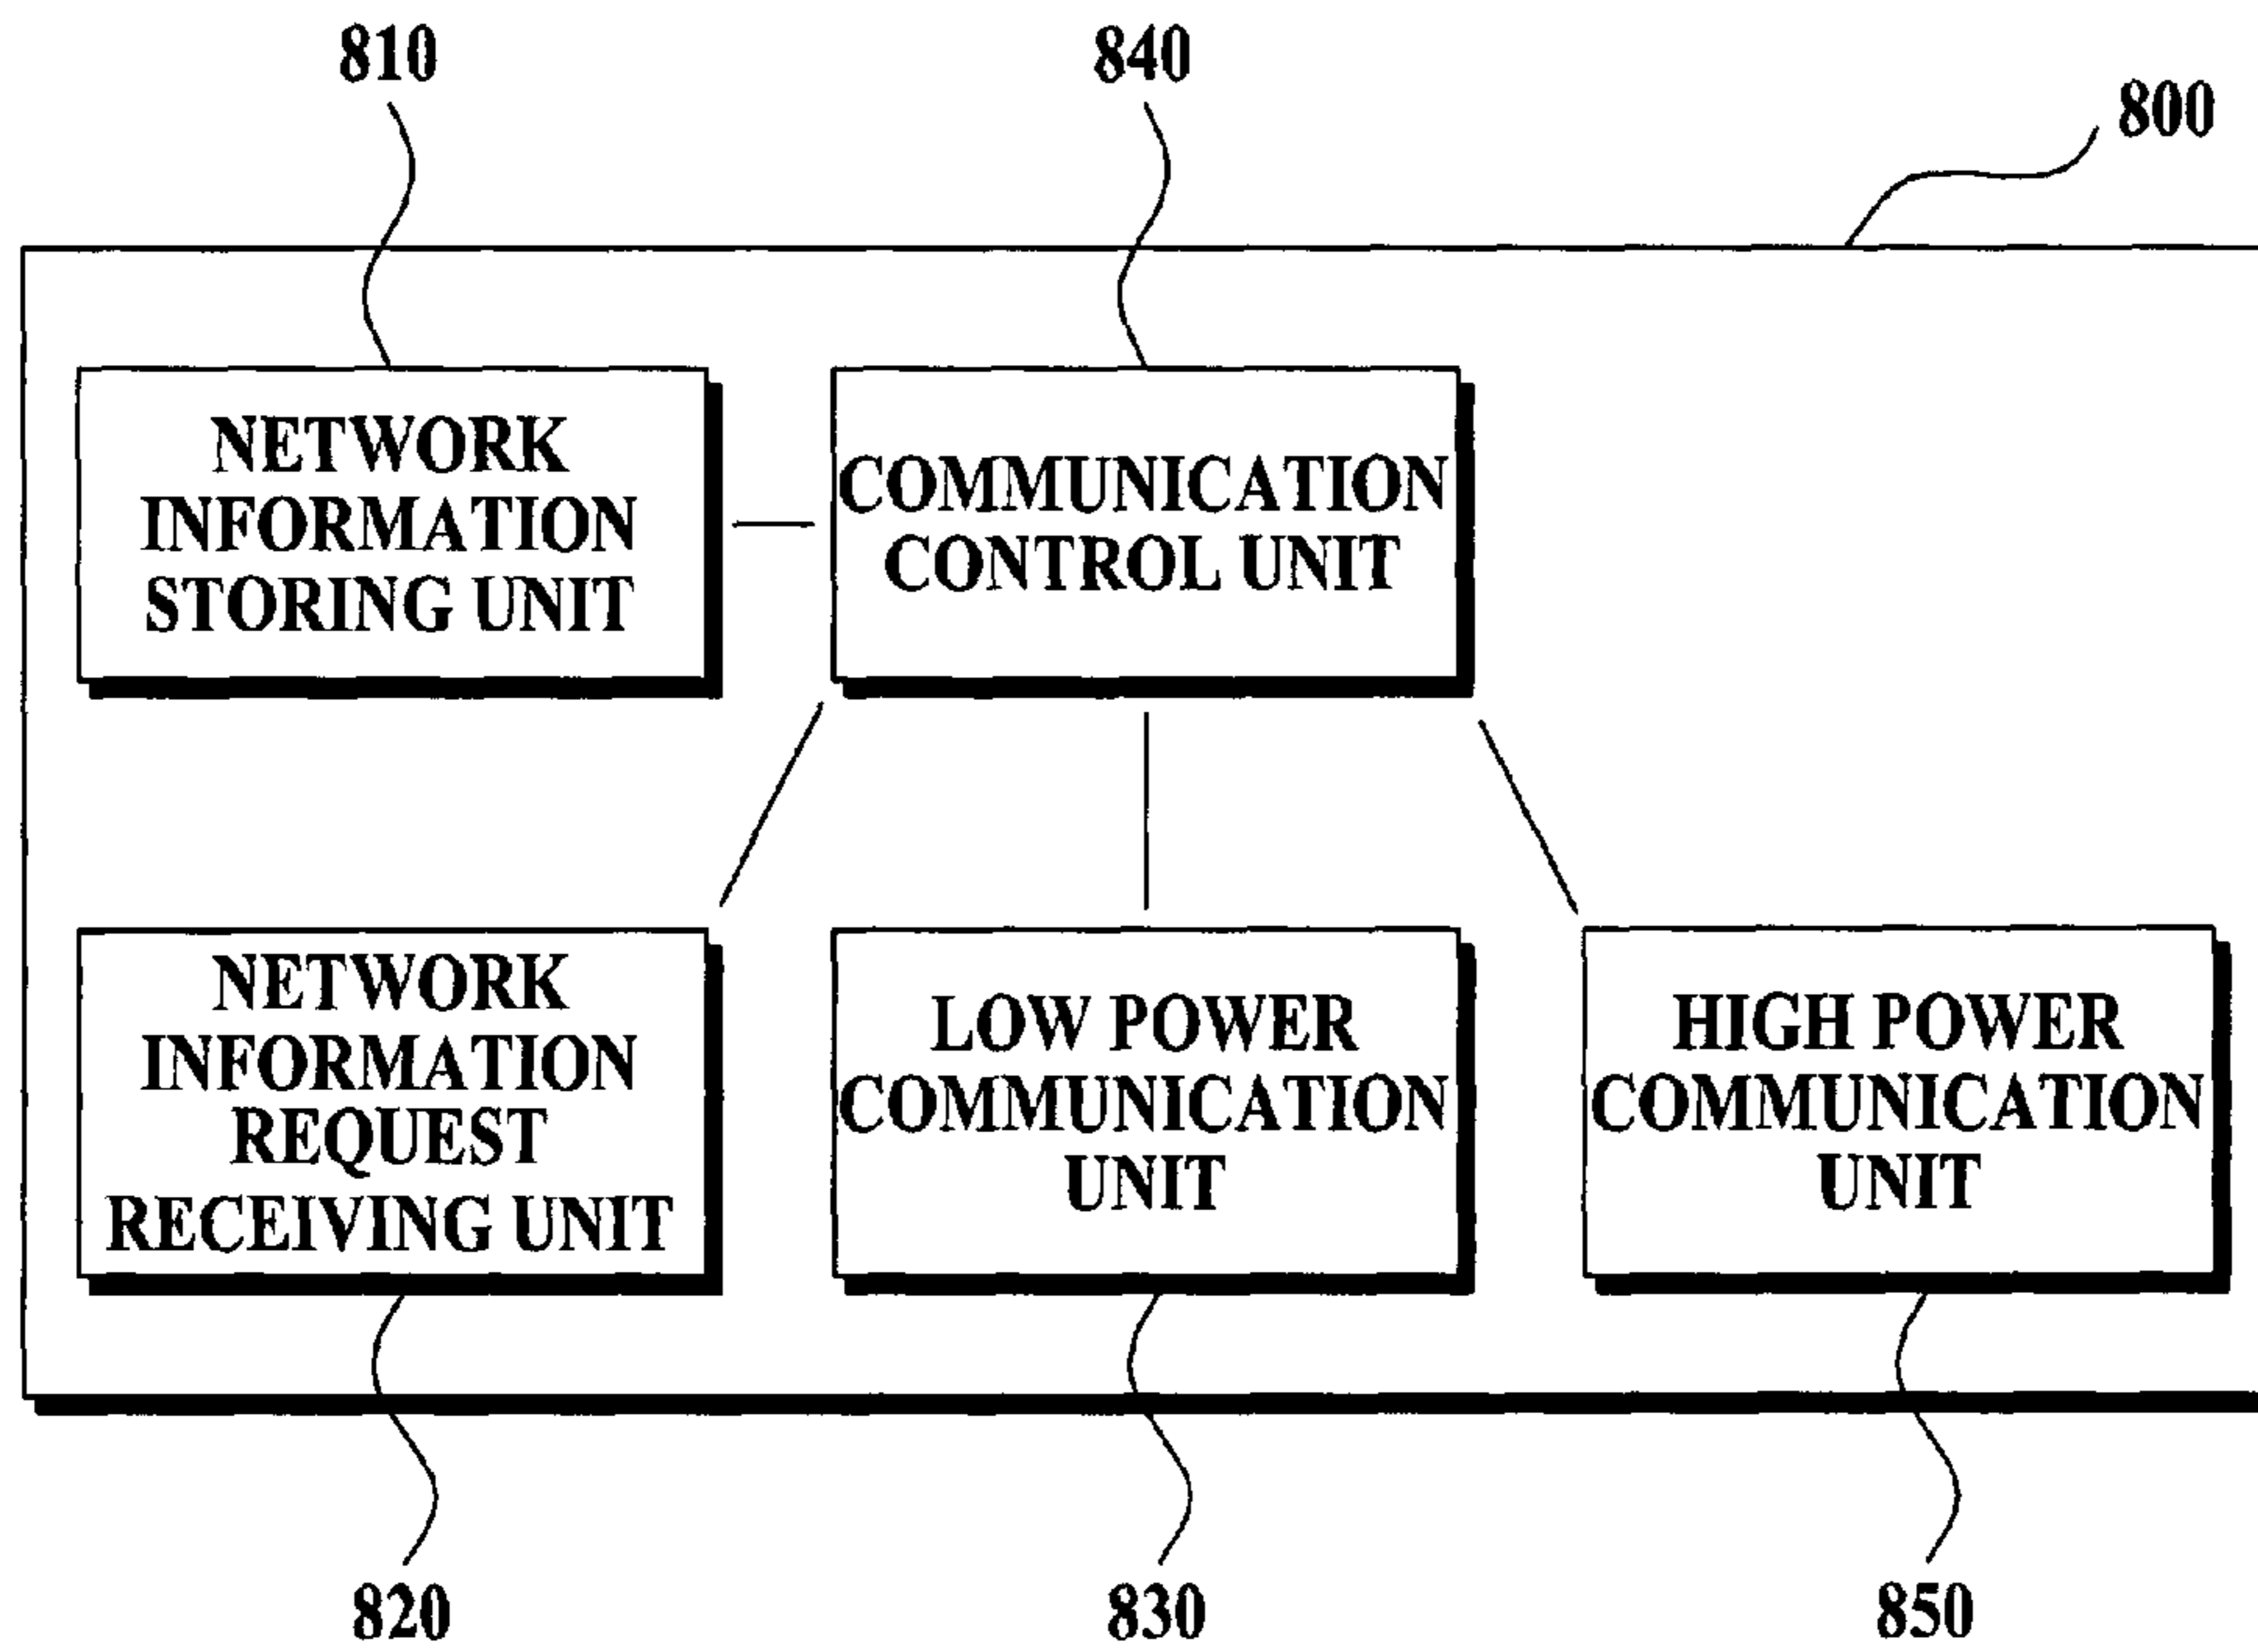 810
840
800
NETWORK
INFORMATION
STORING UNIT
COMMUNICATION
CONTROL UNIT
NETWORK
INFORMATION
REQUEST
RECEIVING UNIT
LOW POWER
COMMUNICATION
UNIT
HIGH POWER
COMMUNICATION
UNIT
820
830
850